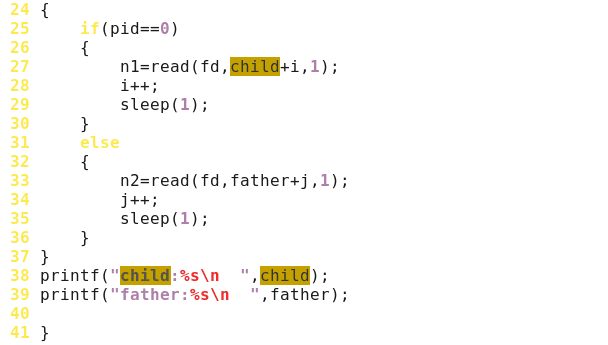 24 {
25     if(pid==0)
26     {
27         n1=read(fd,child+i,1);
28         i++;
29         sleep(1);
30     }
31     else
32     {
33         n2=read(fd,father+j,1);
34         j++;
35         sleep(1);
36     }
37 }
38 printf("child:%s\n  ",child);
39 printf("father:%s\n  ",father);
40
41 }